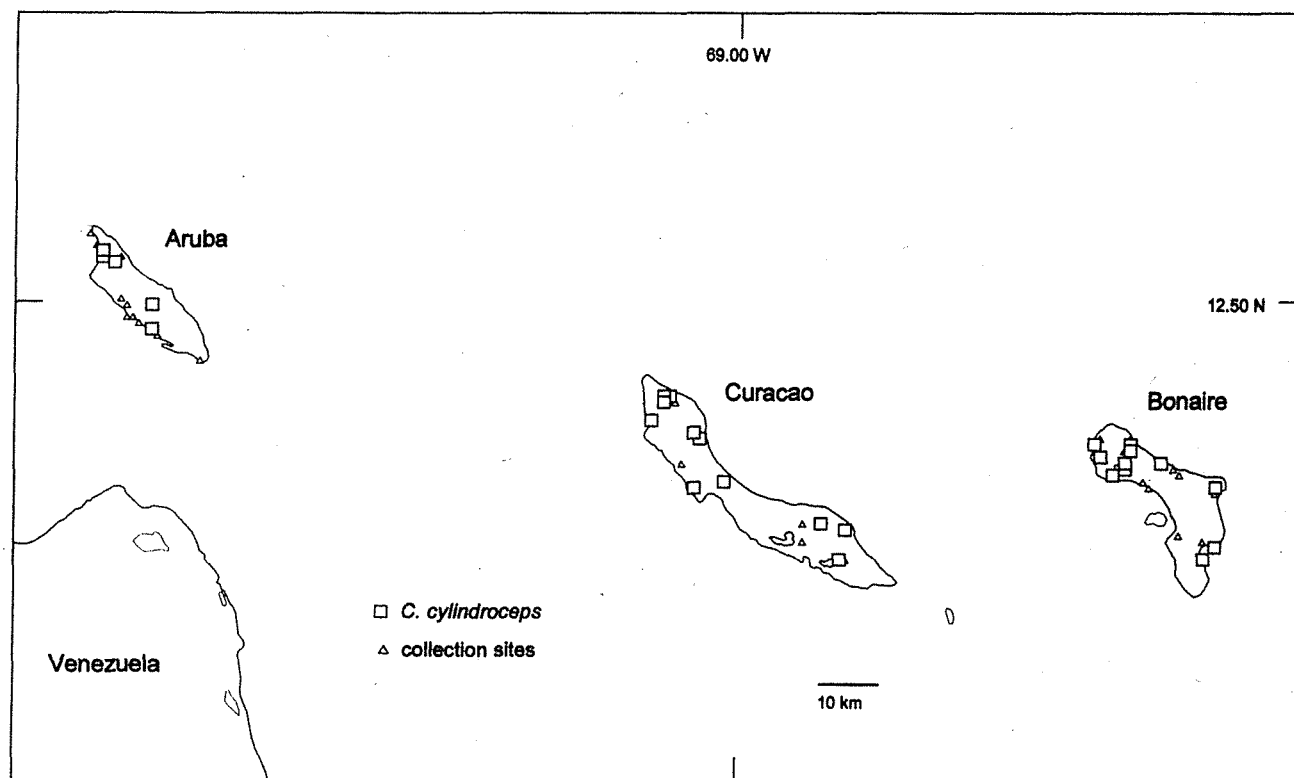 69.00 W
Aruba
12.50 N
Curacao
Bonaire
C. cylindroceps
collection sites
Venezuela
10 km